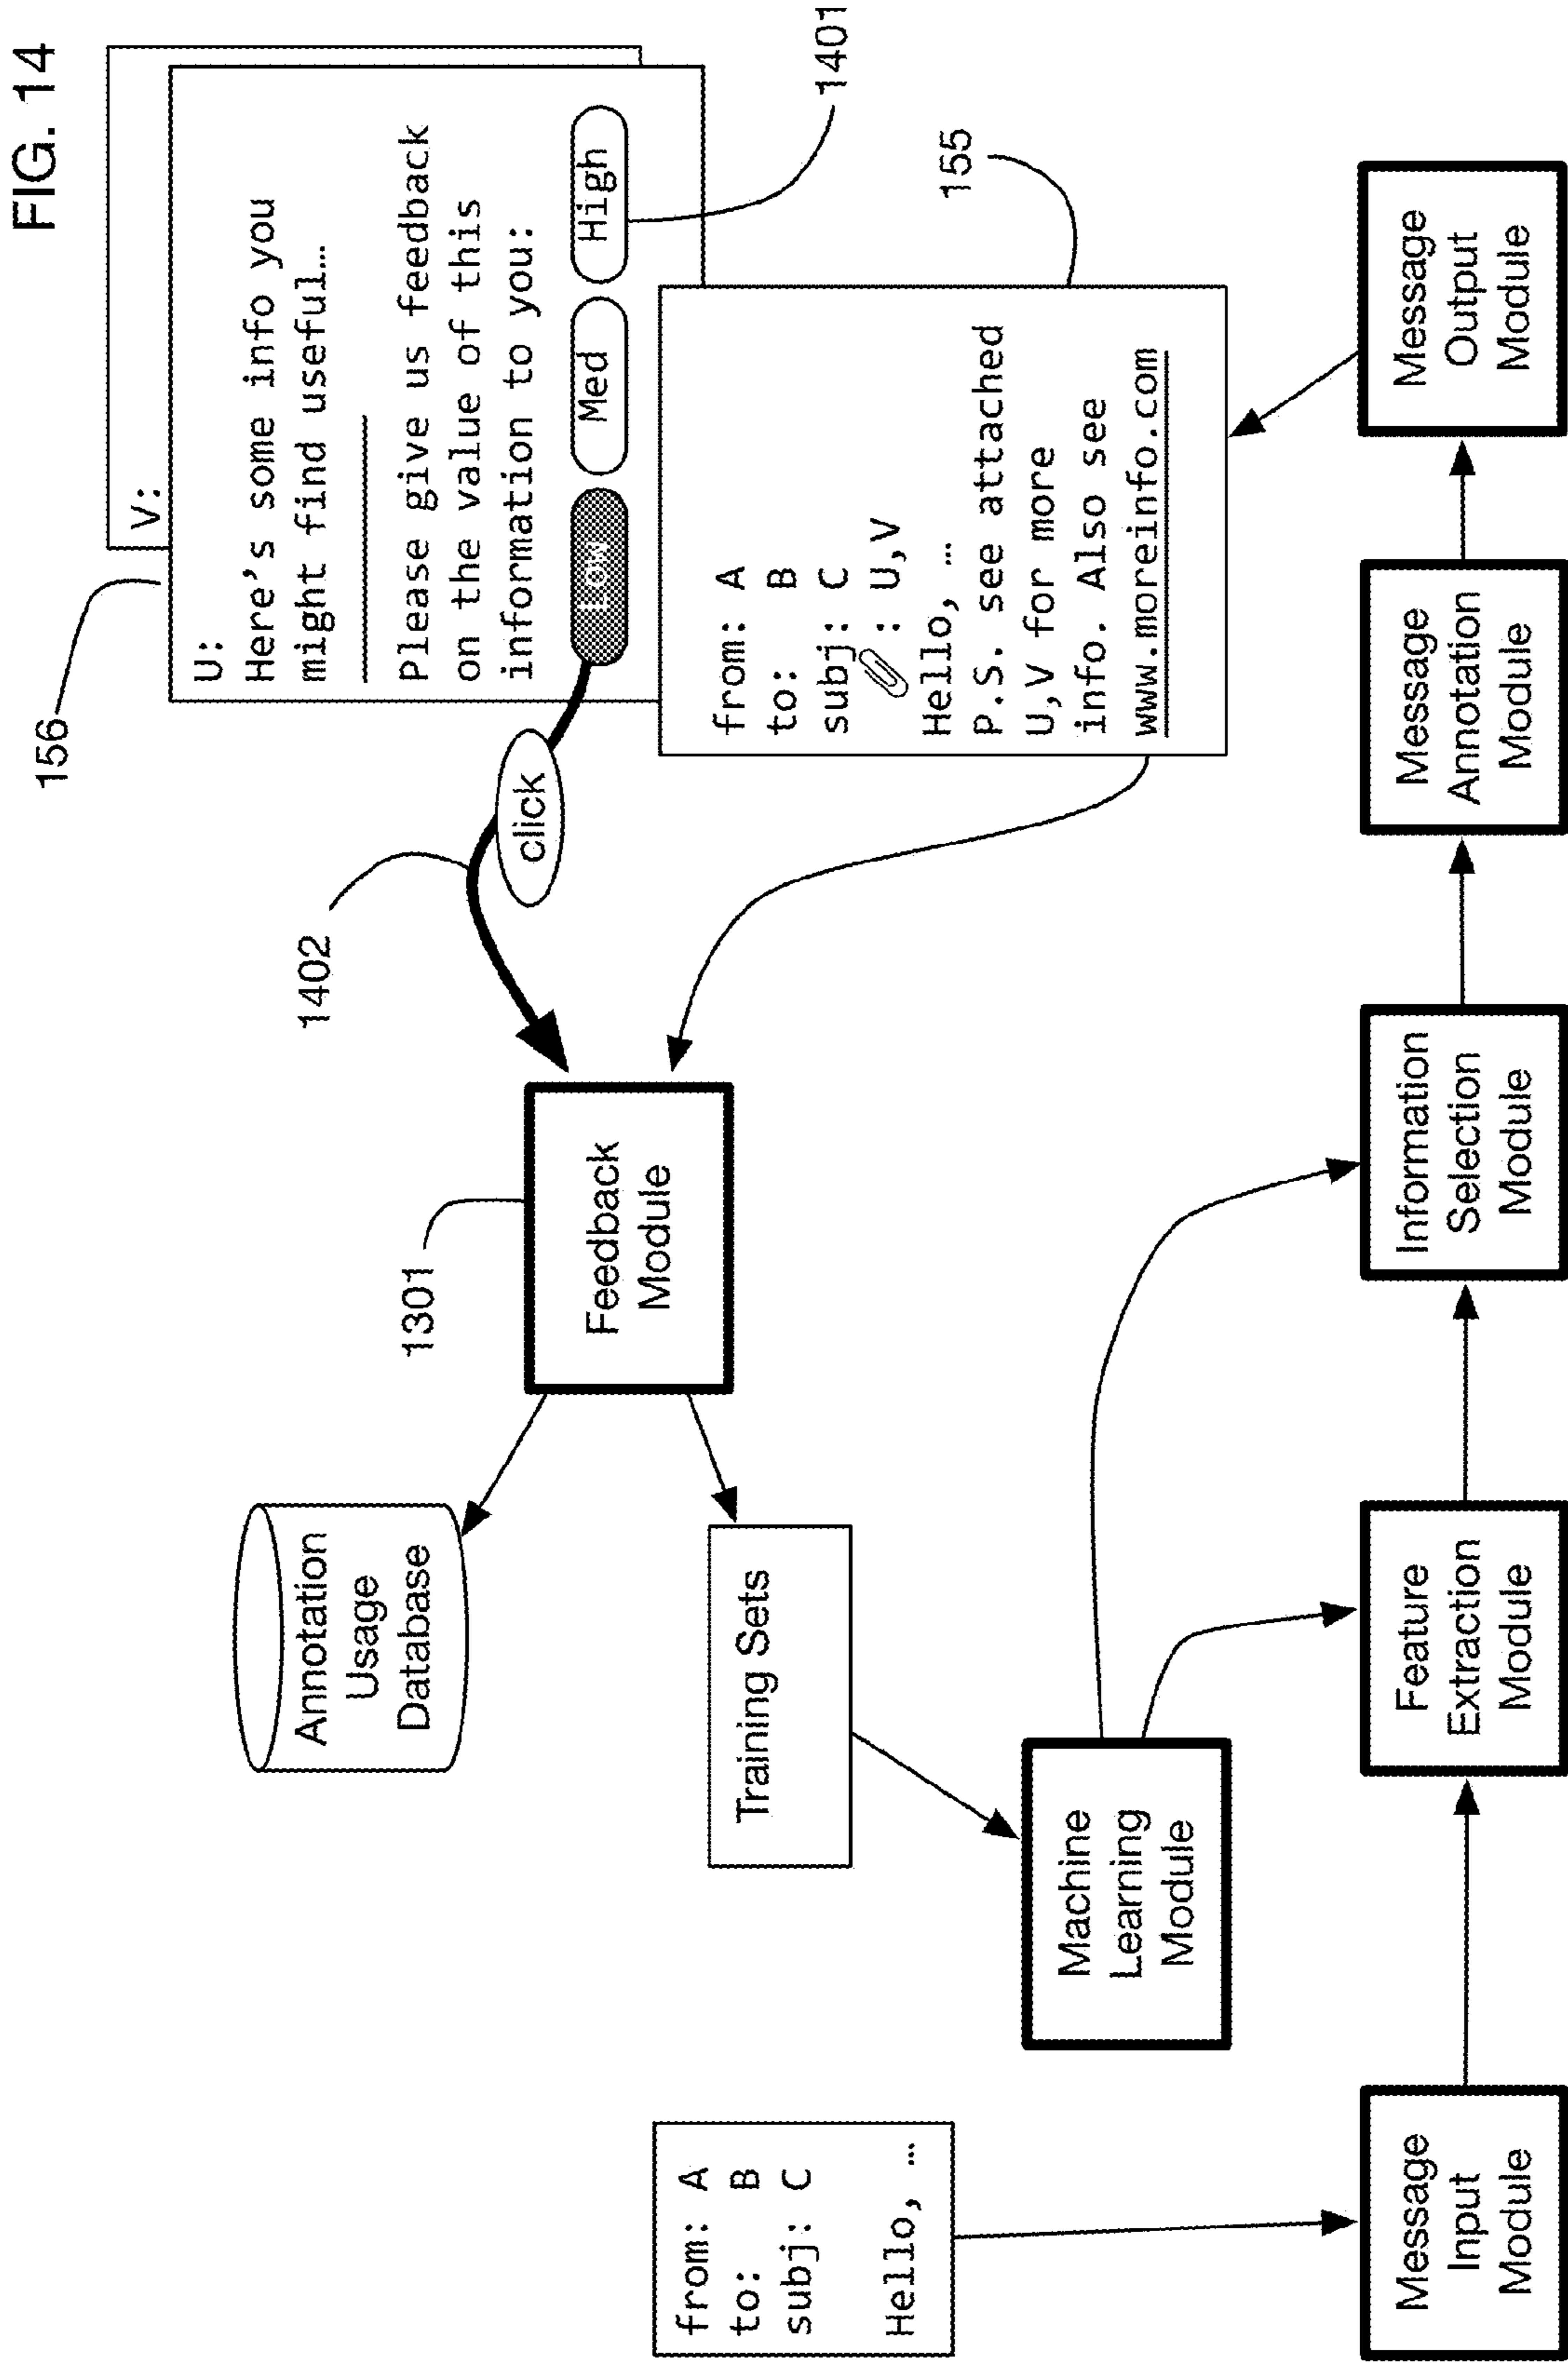 FIG. 14
156
V:
U:
Here's some info you
might find useful…
Please give us feedback
on the value of this
information to you:
Low
Med
High
1401
click
1402
from: A
to: B
subj: C
: U,V
Hello, …
P.S. see attached
U,V for more
info. Also see
www.moreinfo.com
155
1301
Feedback
Module
Annotation
Usage
Database
Training Sets
Machine
Learning
Module
from: A
to: B
subj: C
Hello, …
Message
Input
Module
Feature
Extraction
Module
Information
Selection
Module
Message
Annotation
Module
Message
Output
Module